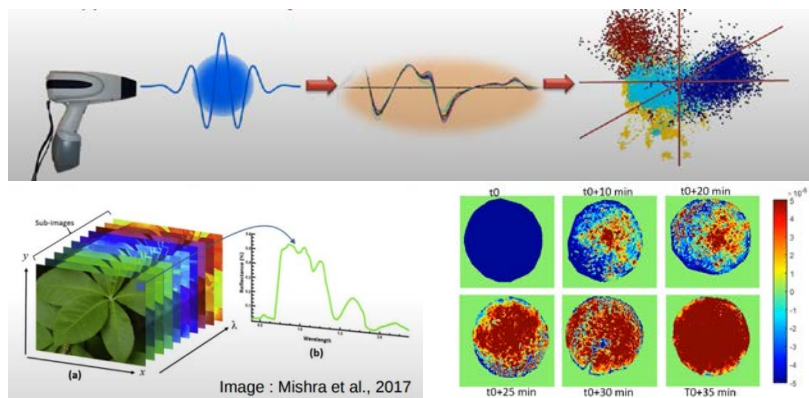 t0
t0+10 min
t0+20 min
Sub-images
y
x
λ
(a)
Reflectance (%)
Wavelength
(b)
Image : Mishra et al., 2017
t0+25 min
t0+30 min
T0+35 min
5
4
3
2
1
0
-1
-2
-3
-4
-5